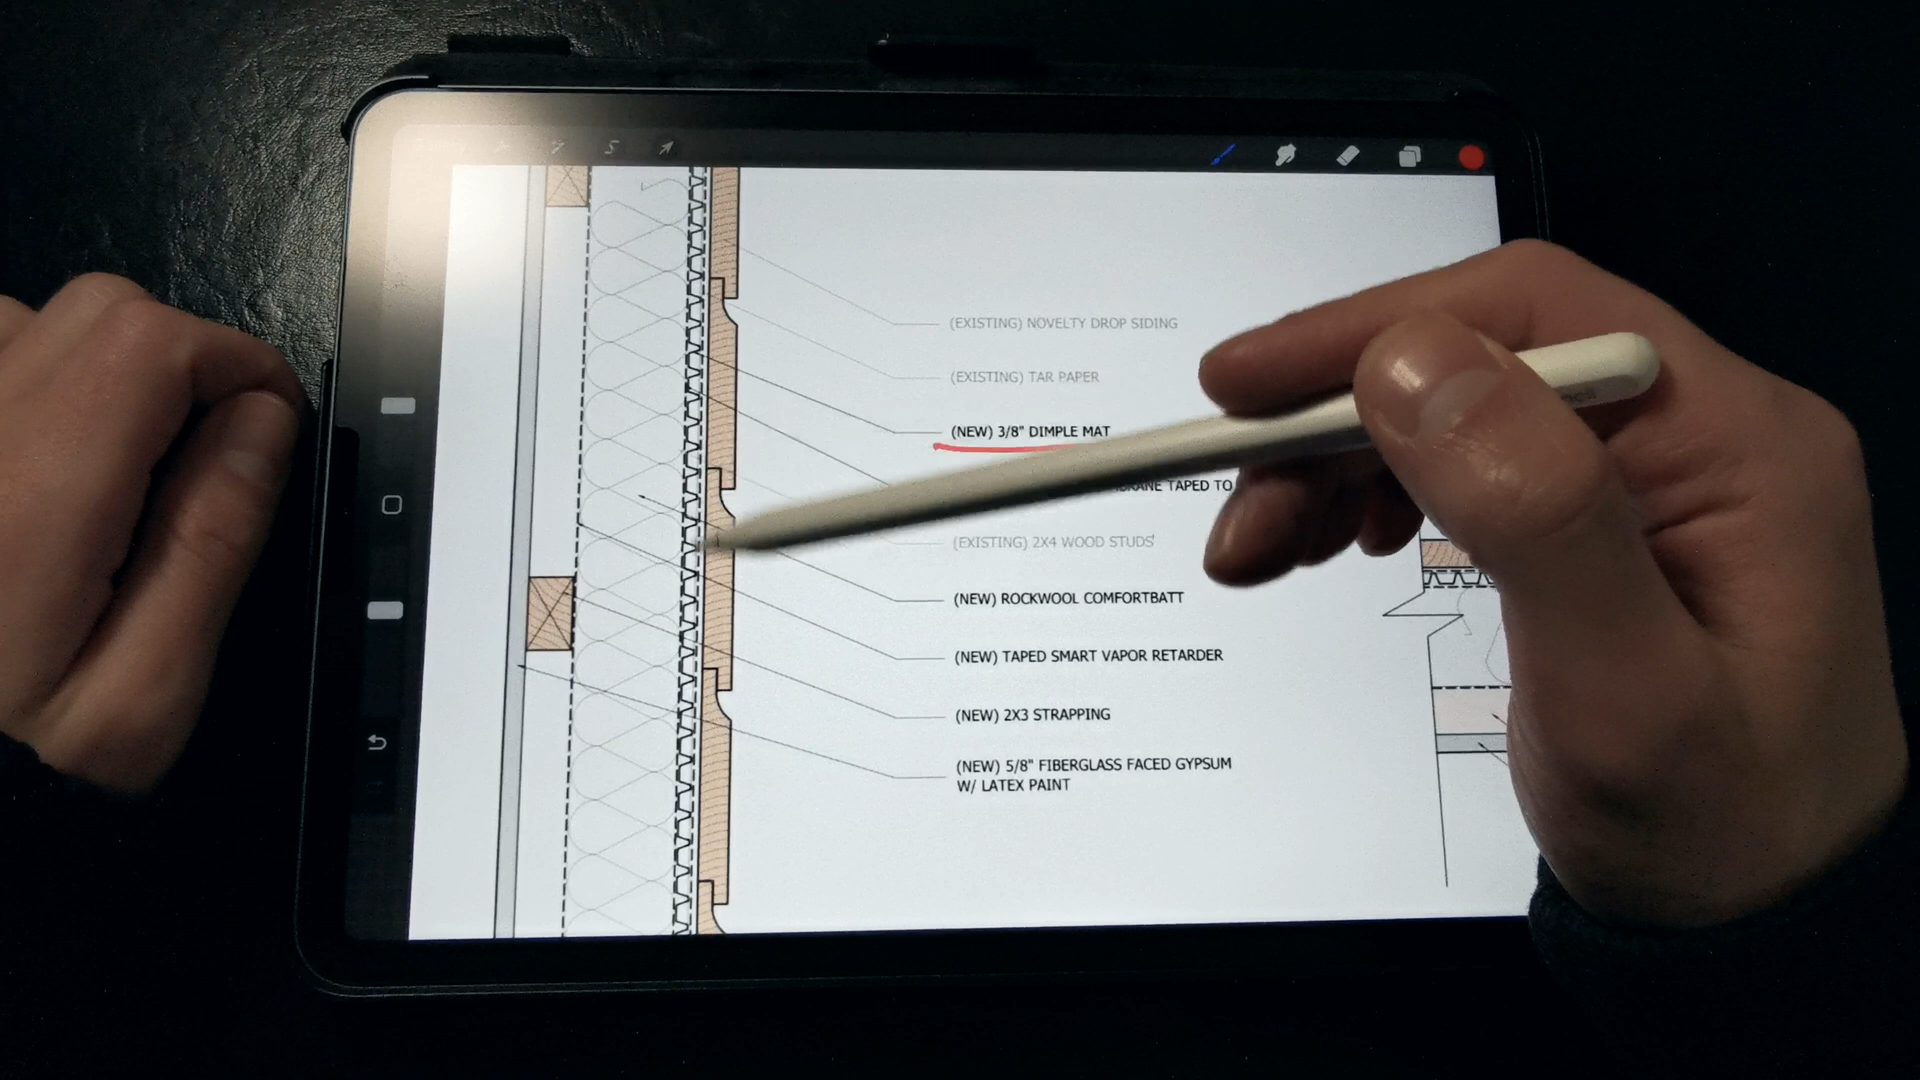 (EXISTING) NOVELTY DROP SIDING
(EXISTING) TAR PAPER
(NEW) 3/8" DIMPLE MAT
TAPED TO
(EXISTING) 2X4 WOOD STUDS
(NEW) ROCKWOOL COMFORTBATT
(NEW) TAPED SMART VAPOR RETARDER
(NEW) 2X3 STRAPPING
(NEW) 5/8" FIBERGLASS FACED GYPSUM
W/ LATEX PAINT